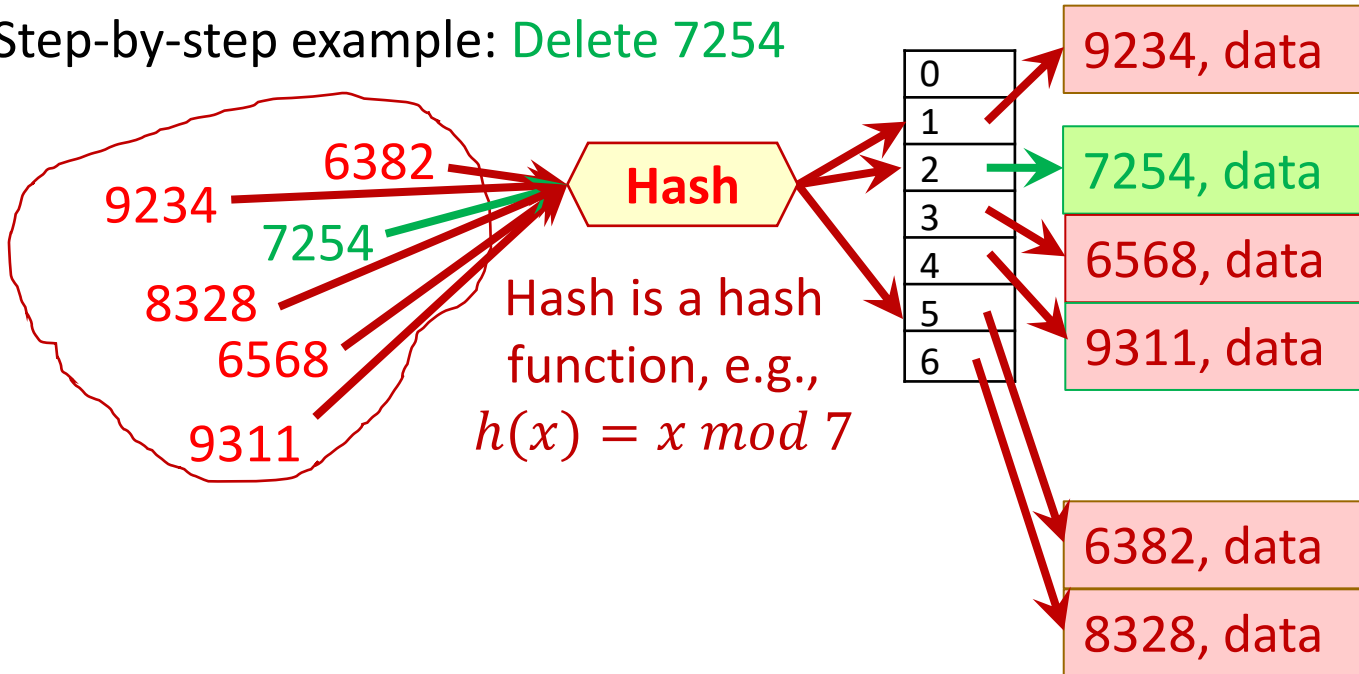 Step-by-step example: Delete 7254
6382
9234
7254
8328
6568
9311
Hash
Hash is a hash
function, e.g.,
h(x) = x mod 7
0
1
2
3
4
5
6
9234, data
7254, data
6568, data
9311, data
6382, data
8328, data